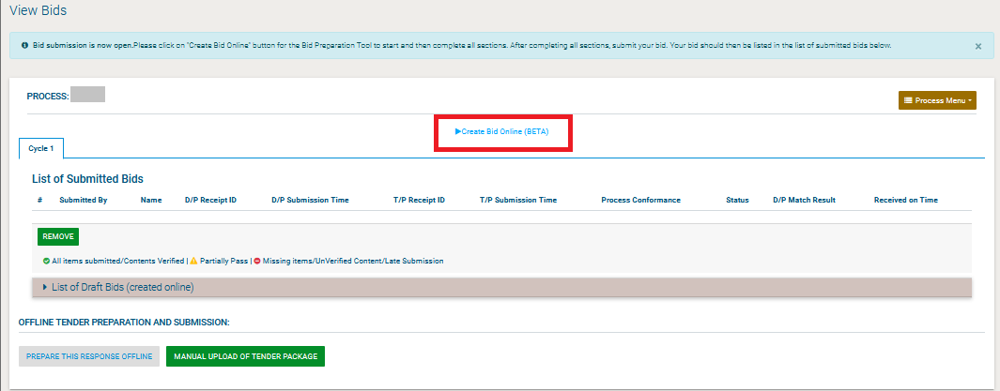 View Bids
Bid submission is now open.Please click on "Create Bid Online" button for the Bid Preparation Tool to start and then complete all sections. After completing all sections, submit your bid. Your bid should then be listed in the list of submitted bids below. ×
PROCESS:
Process Menu
Create Bid Online (BETA)
Cycle 1
List of Submitted Bids
# Submitted By Name D/P Receipt ID D/P Submission Time T/P Receipt ID T/P Submission Time Process Conformance Status D/P Match Result Received on Time
REMOVE
All items submitted/Contents Verified | Partially Pass | Missing items/UnVerified Content/Late Submission
List of Draft Bids (created online)
OFFLINE TENDER PREPARATION AND SUBMISSION:
PREPARE THIS RESPONSE OFFLINE MANUAL UPLOAD OF TENDER PACKAGE